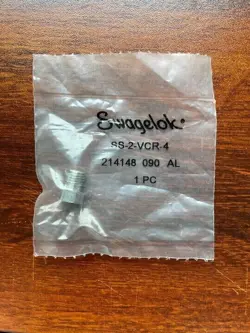 Swagelok
SS-2-VCR-4
214148 090 AL
1 PC